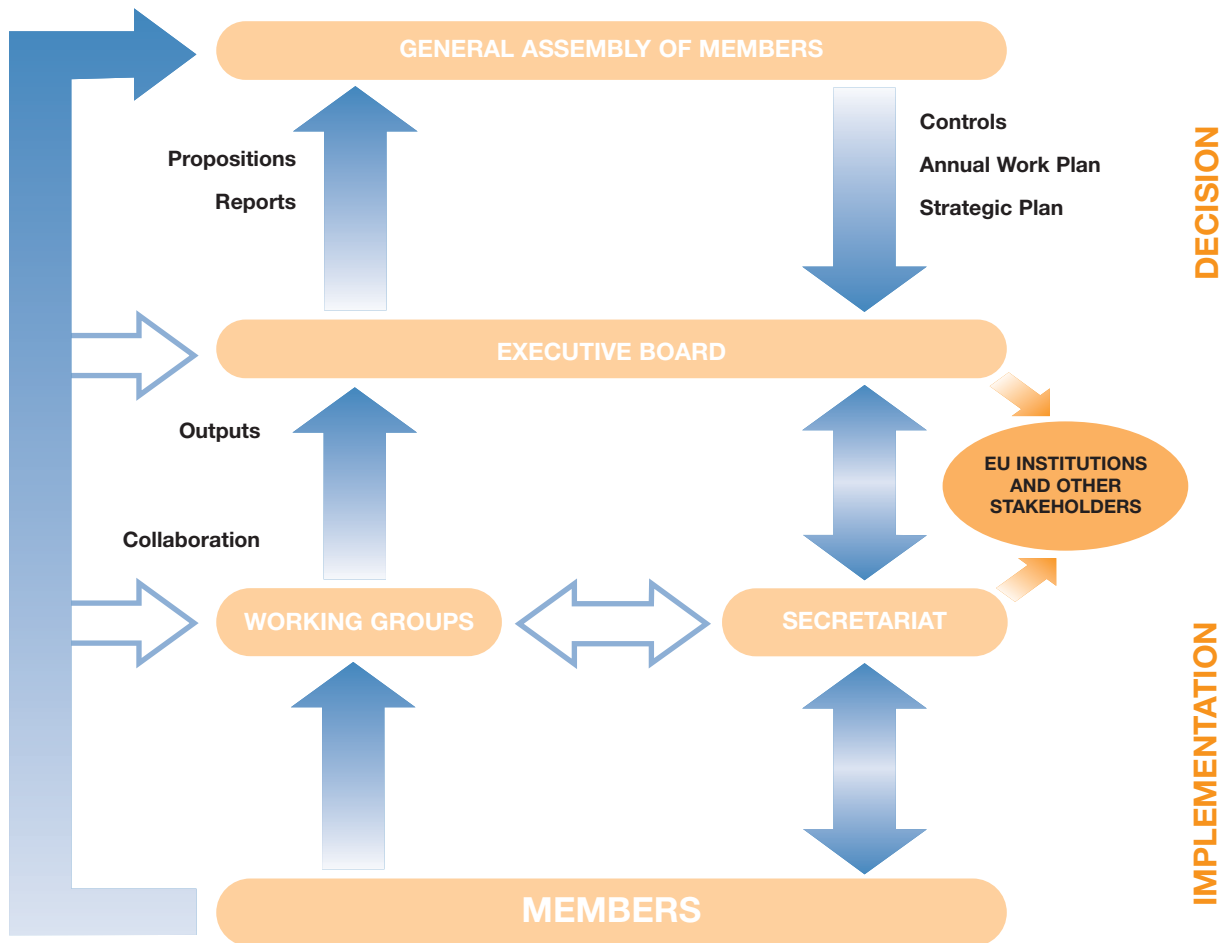 GENERAL ASSEMBLY OF MEMBERS
Propositions
Reports
Controls
Annual Work Plan
Strategic Plan
DECISION
EXECUTIVE BOARD
Outputs
Collaboration
EU INSTITUTIONS
AND OTHER
STAKEHOLDERS
WORKING GROUPS
SECRETARIAT
IMPLEMENTATION
MEMBERS